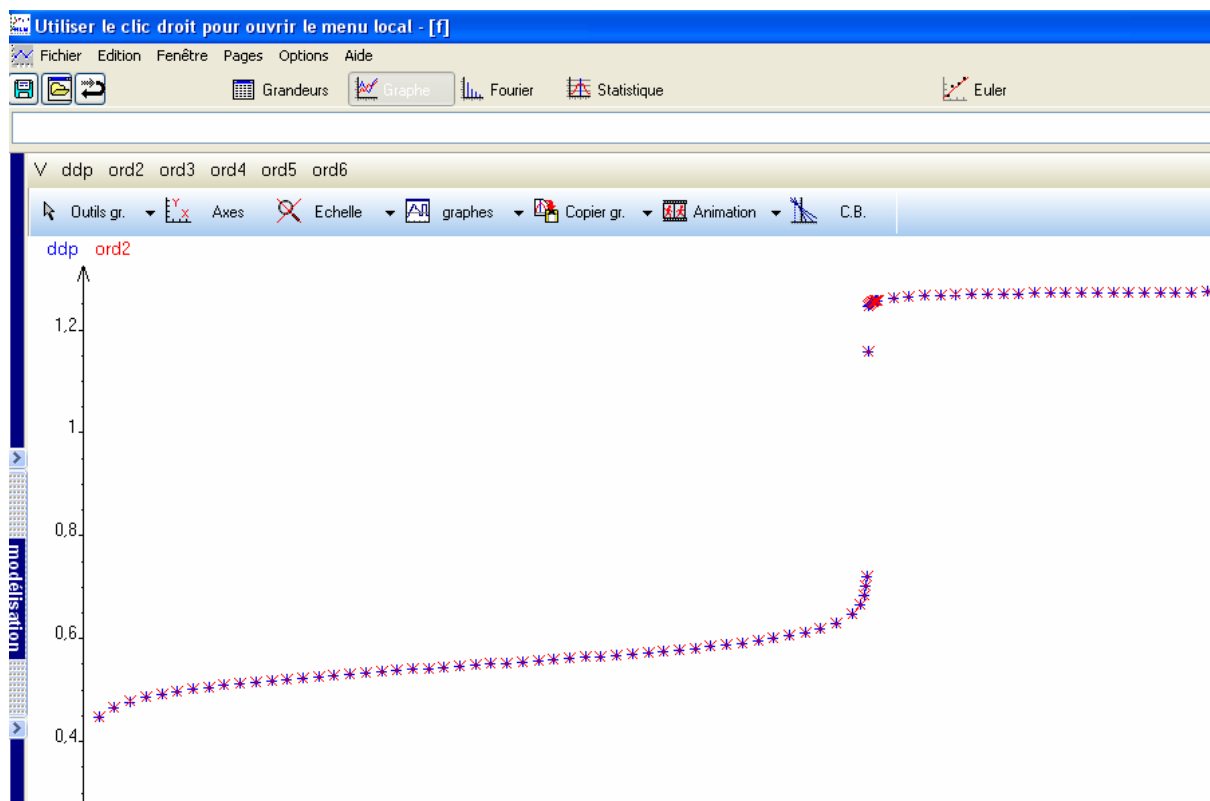 Utiliser le clic droit pour ouvrir le menu local - [f]
Fichier Edition Fenêtre Pages Options Aide
Grandeurs Graphe Fourier Statistique Euler
V ddp ord2 ord3 ord4 ord5 ord6
Outils gr. Axes Echelle graphes Copier gr. Animation C.B.
ddp ord2
1,2
1
0,8
0,6
0,4
modélisation